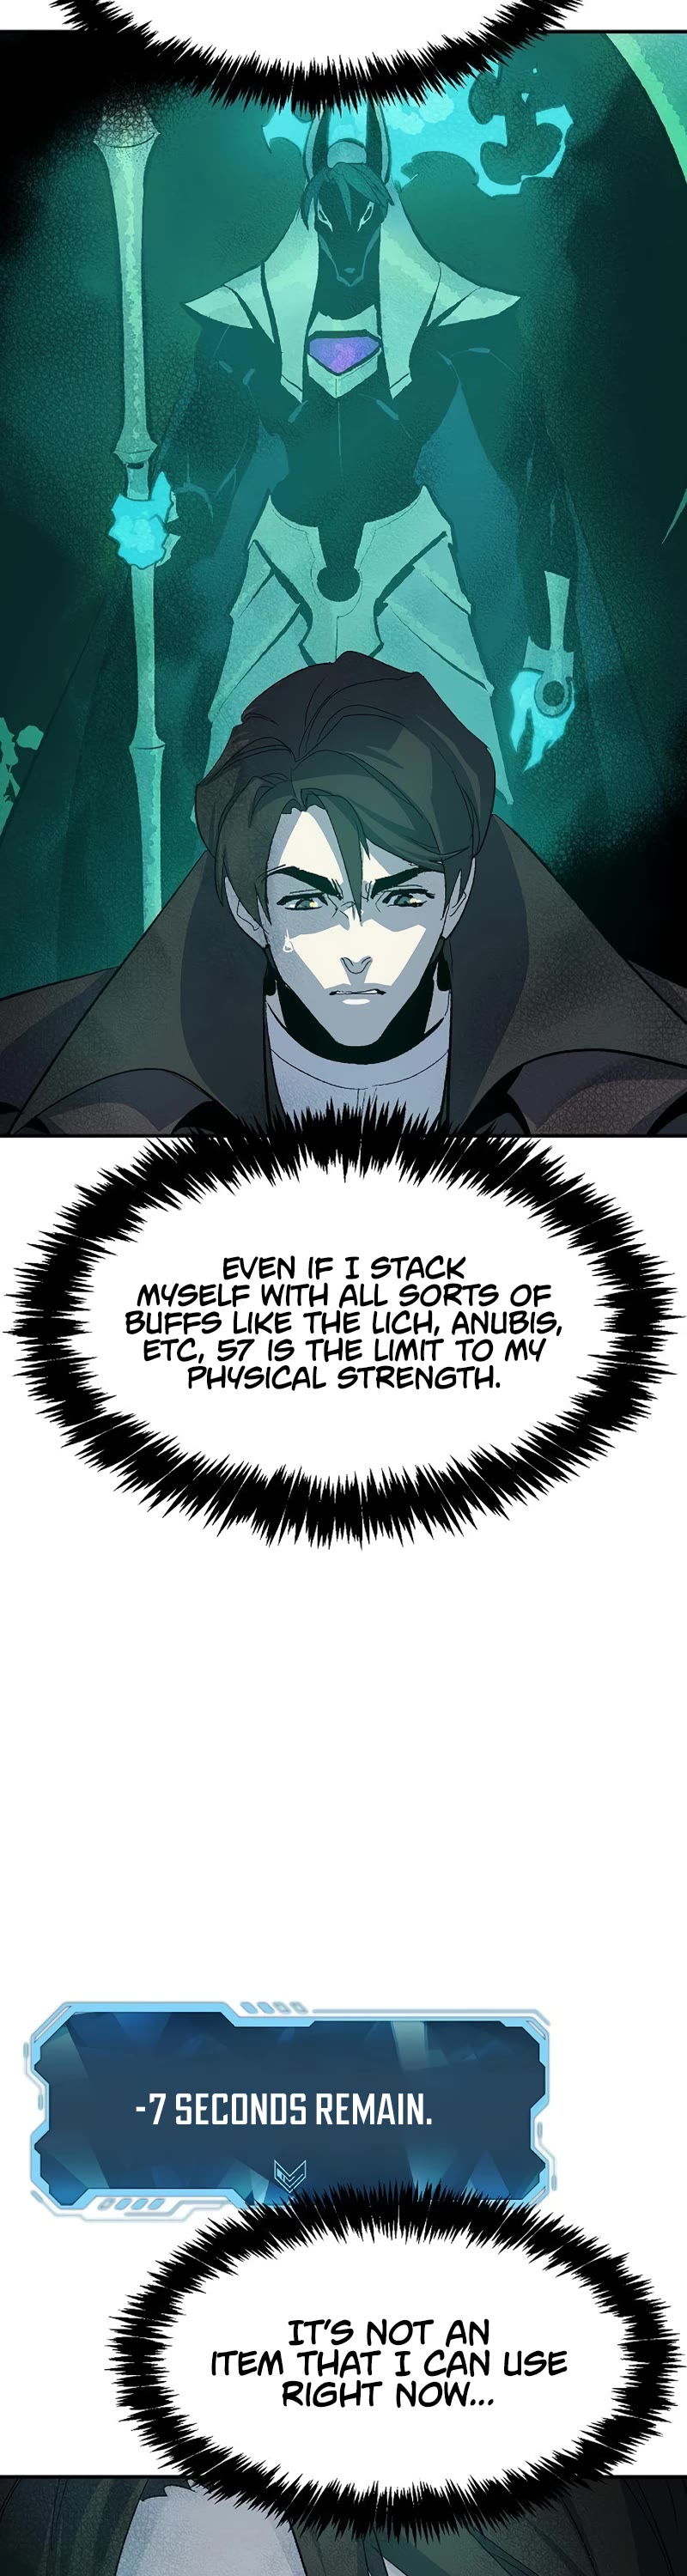 EVEN IF I STACK
MYSELF WITH ALL SORTS OF
BUFFS LIKE THE LICH, ANUBIS,
ETC, 57 IS THE LIMIT TO MY
PHYSICAL STRENGTH.
-7 SECONDS REMAIN.
IT'S NOT AN
ITEM THAT I CAN USE
RIGHT NOW...